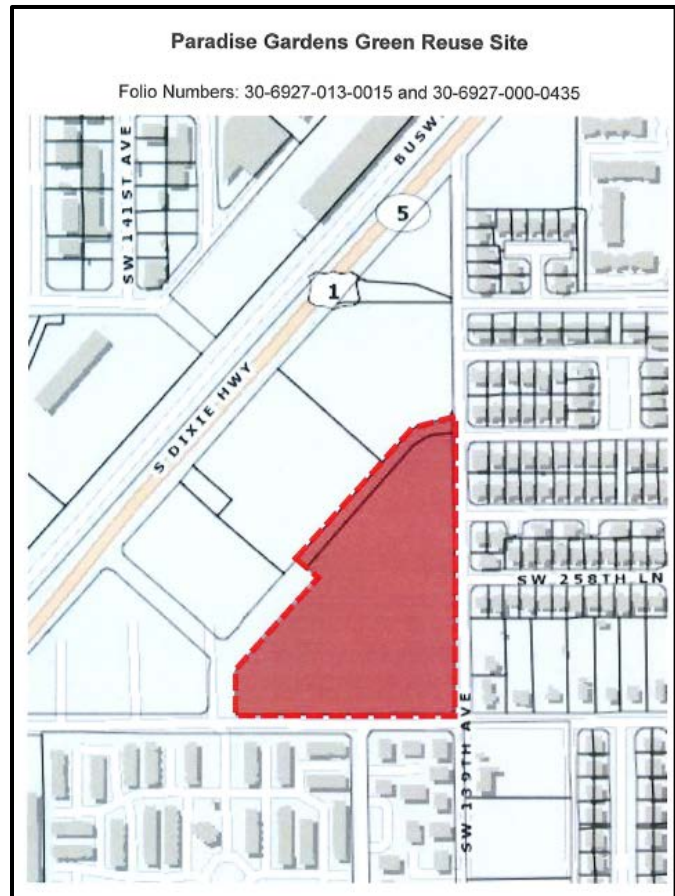 Paradise Gardens Green Reuse Site
Folio Numbers: 30-6927-013-0015 and 30-6927-000-0435
SW 141ST AVE
BUSW
5
1
S DIXIE HWY
SW 258TH LN
SW 139TH AVE